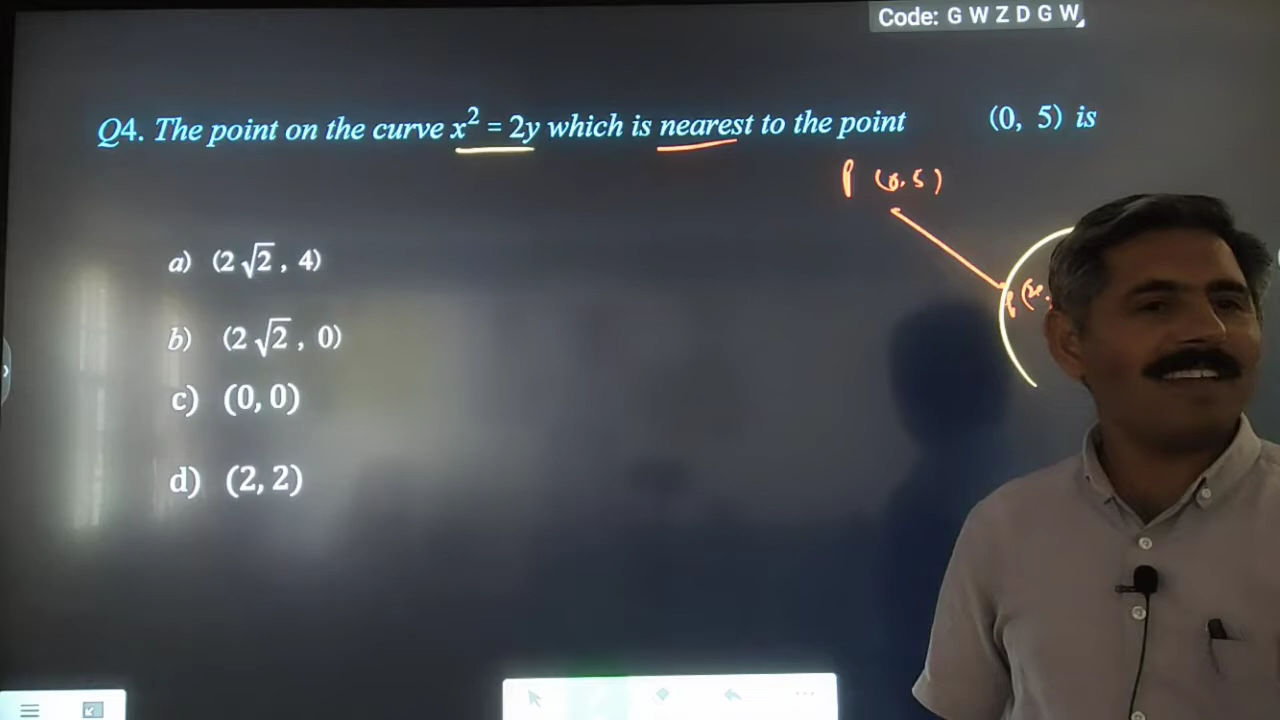 Code: G W Z D G W
Q4. The point on the curve x² = 2y which is nearest to the point (0, 5) is
P (0,5)
a) (2√2, 4)
b) (2√2, 0)
c) (0, 0)
d) (2, 2)